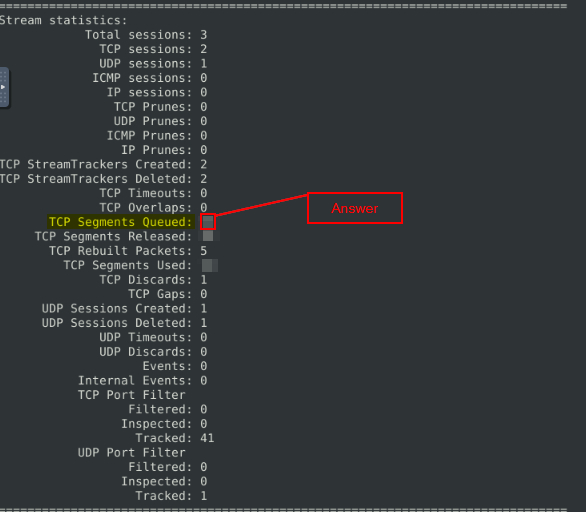 ===============================================================================
Stream statistics:
Total sessions: 3
TCP sessions: 2
UDP sessions: 1
ICMP sessions: 0
IP sessions: 0
TCP Prunes: 0
UDP Prunes: 0
ICMP Prunes: 0
IP Prunes: 0
TCP StreamTrackers Created: 2
TCP StreamTrackers Deleted: 2
TCP Timeouts: 0
TCP Overlaps: 0
TCP Segments Queued:
Answer
TCP Segments Released:
TCP Rebuilt Packets: 5
TCP Segments Used:
TCP Discards: 1
TCP Gaps: 0
UDP Sessions Created: 1
UDP Sessions Deleted: 1
UDP Timeouts: 0
UDP Discards: 0
Events: 0
Internal Events: 0
TCP Port Filter
Filtered: 0
Inspected: 0
Tracked: 41
UDP Port Filter
Filtered: 0
Inspected: 0
Tracked: 1
===============================================================================